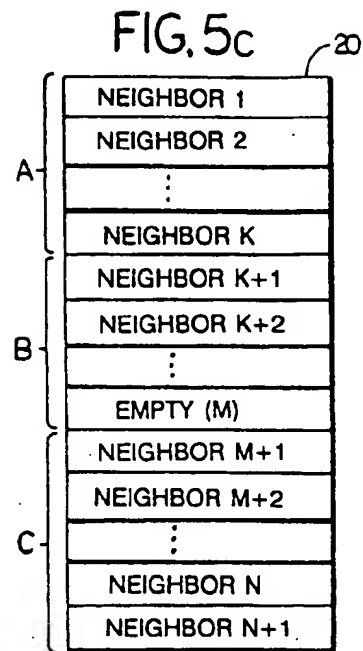 FIG. 5c
20
A
NEIGHBOR 1
NEIGHBOR 2
⋮
NEIGHBOR K
B
NEIGHBOR K+1
NEIGHBOR K+2
⋮
EMPTY (M)
C
NEIGHBOR M+1
NEIGHBOR M+2
⋮
NEIGHBOR N
NEIGHBOR N+1